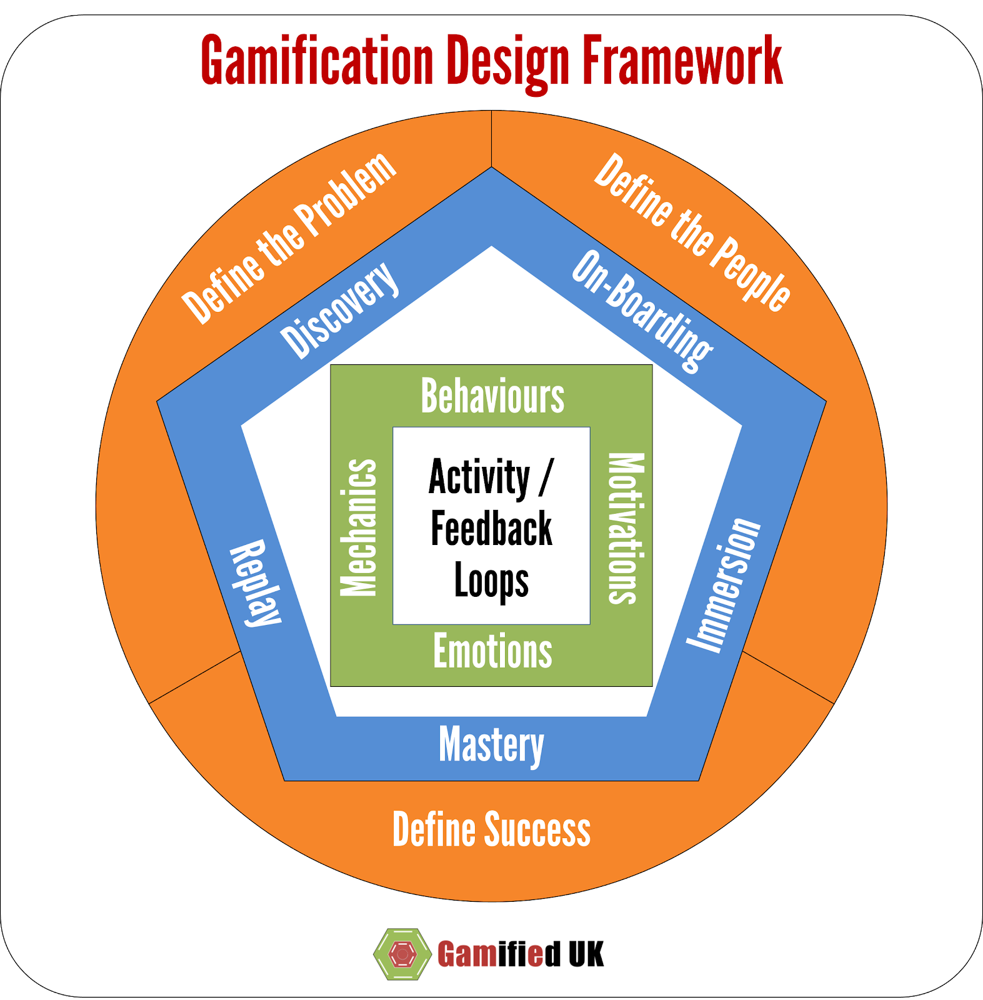 Gamification Design Framework
Define the Problem
Define the People
Discovery
On-Boarding
Behaviours
Mechanics
Activity /
Feedback
Loops
Motivations
Emotions
Replay
Immersion
Mastery
Define Success
Gamified UK